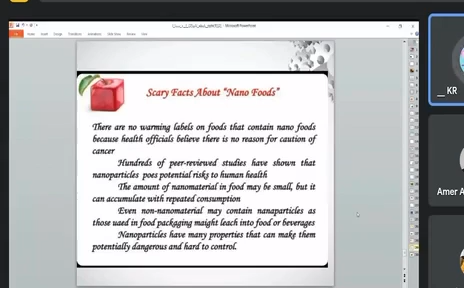 Scary Facts About "Nano Foods"
There are no warming labels on foods that contain nano foods
because health officials believe there is no reason for caution of
cancer
Hundreds of peer-reviewed studies have shown that
nanoparticles poes potential risks to human health
The amount of nanomaterial in food may be small, but it
can accumulate with repeated consumption
Even non-nanomaterial may contain nanaparticles as
those uaed in food packaging maight leach into food or beverages
Nanoparticles have many properties that can make them
potentially dangerous and hard to control.
KR
Amer A